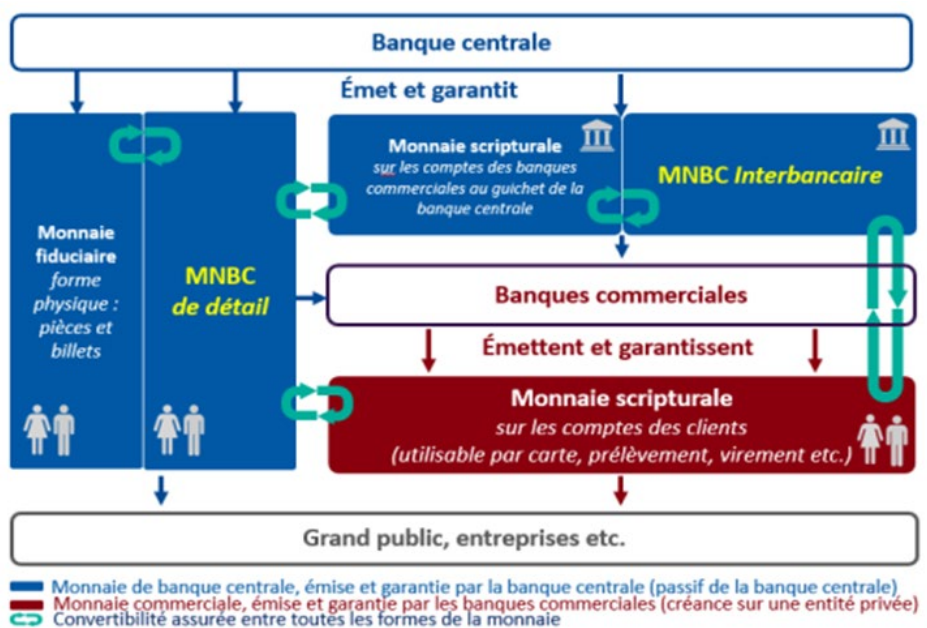 Banque centrale
Émet et garantit
Monnaie
fiduciaire
forme
physique :
pièces et
billets
MNBC
de détail
Monnaie scripturale
sur les comptes des banques
commerciales au guichet de la
banque centrale
MNBC Interbancaire
Banques commerciales
Émettent et garantissent
Monnaie scripturale
sur les comptes des clients
(utilisable par carte, prélèvement, virement etc.)
Grand public, entreprises etc.
Monnaie de banque centrale, émise et garantie par la banque centrale (passif de la banque centrale)
Monnaie commerciale, émise et garantie par les banques commerciales (créance sur une entité privée)
Convertibilité assurée entre toutes les formes de la monnaie